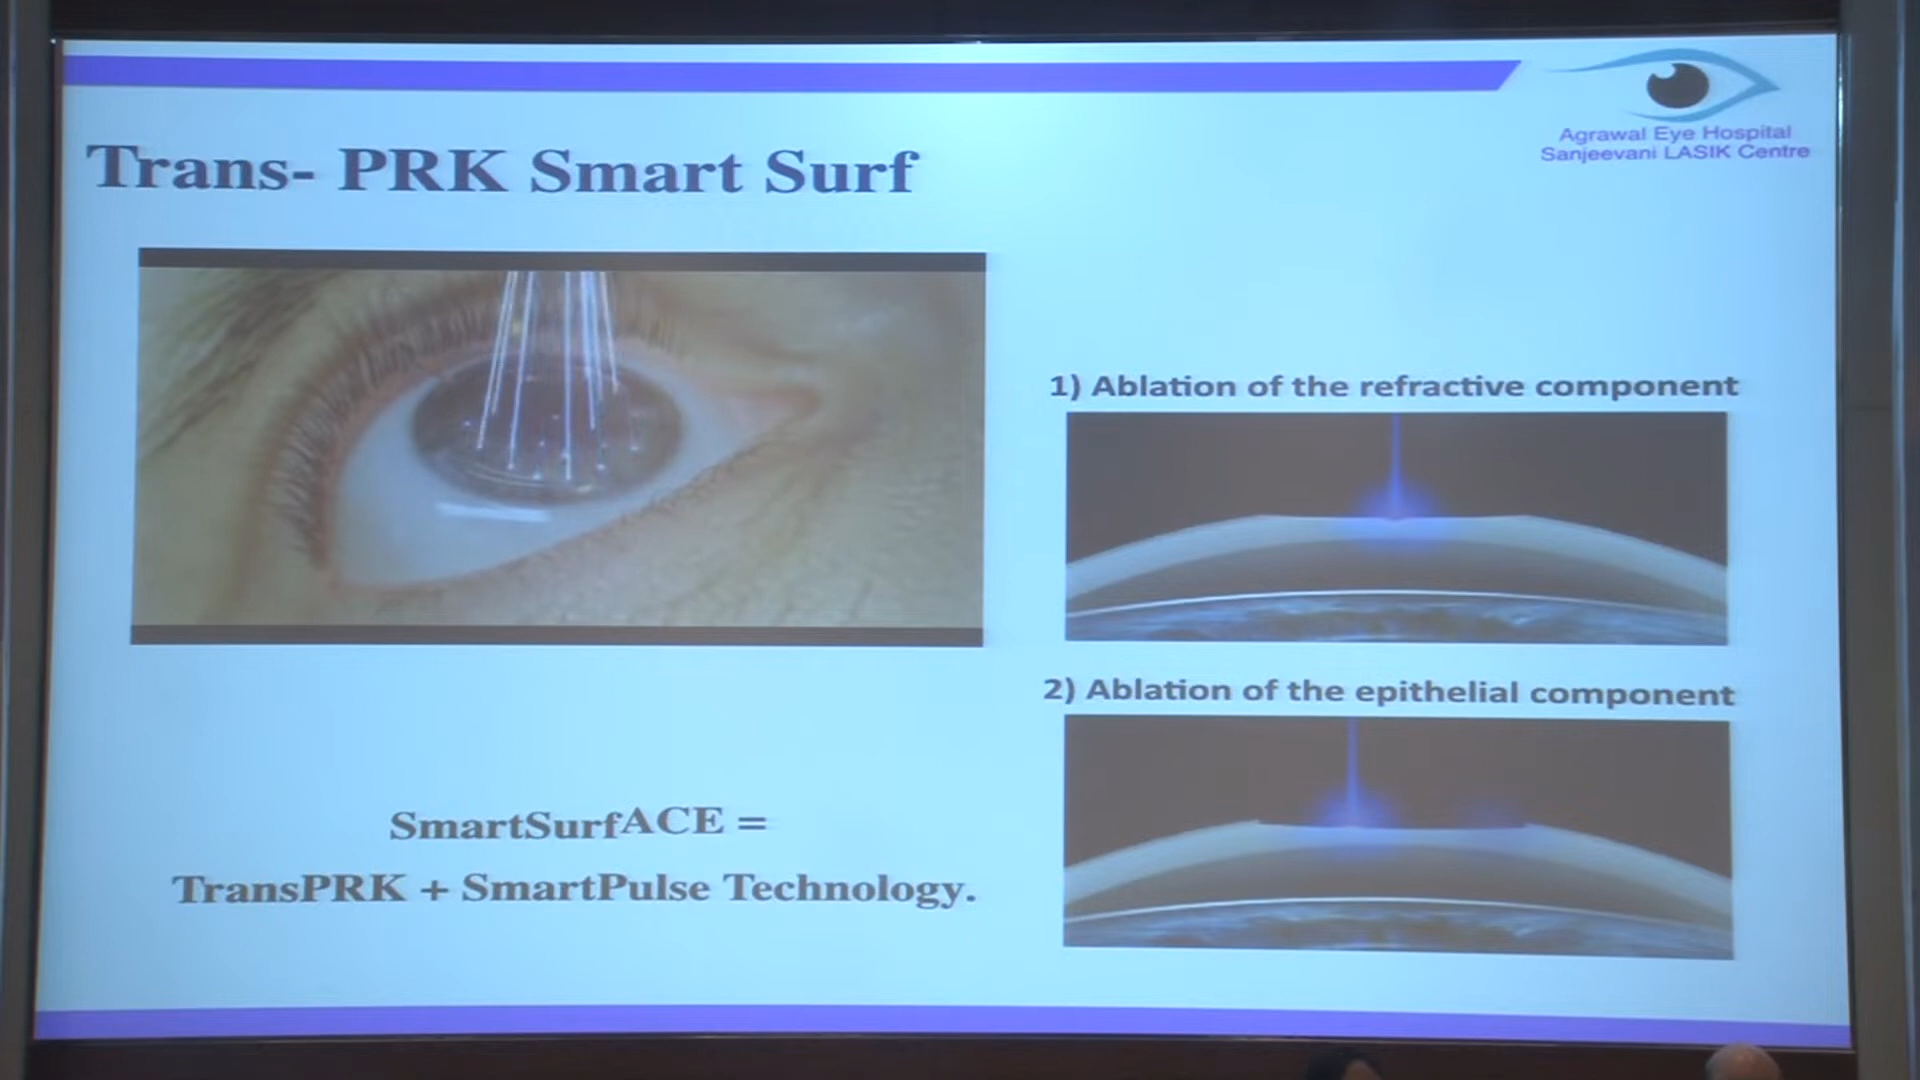 Agrawal Eye Hospital
Sanjeevani LASIK Centre
Trans- PRK Smart Surf
1) Ablation of the refractive component
2) Ablation of the epithelial component
SmartSurfACE =
TransPRK + SmartPulse Technology.